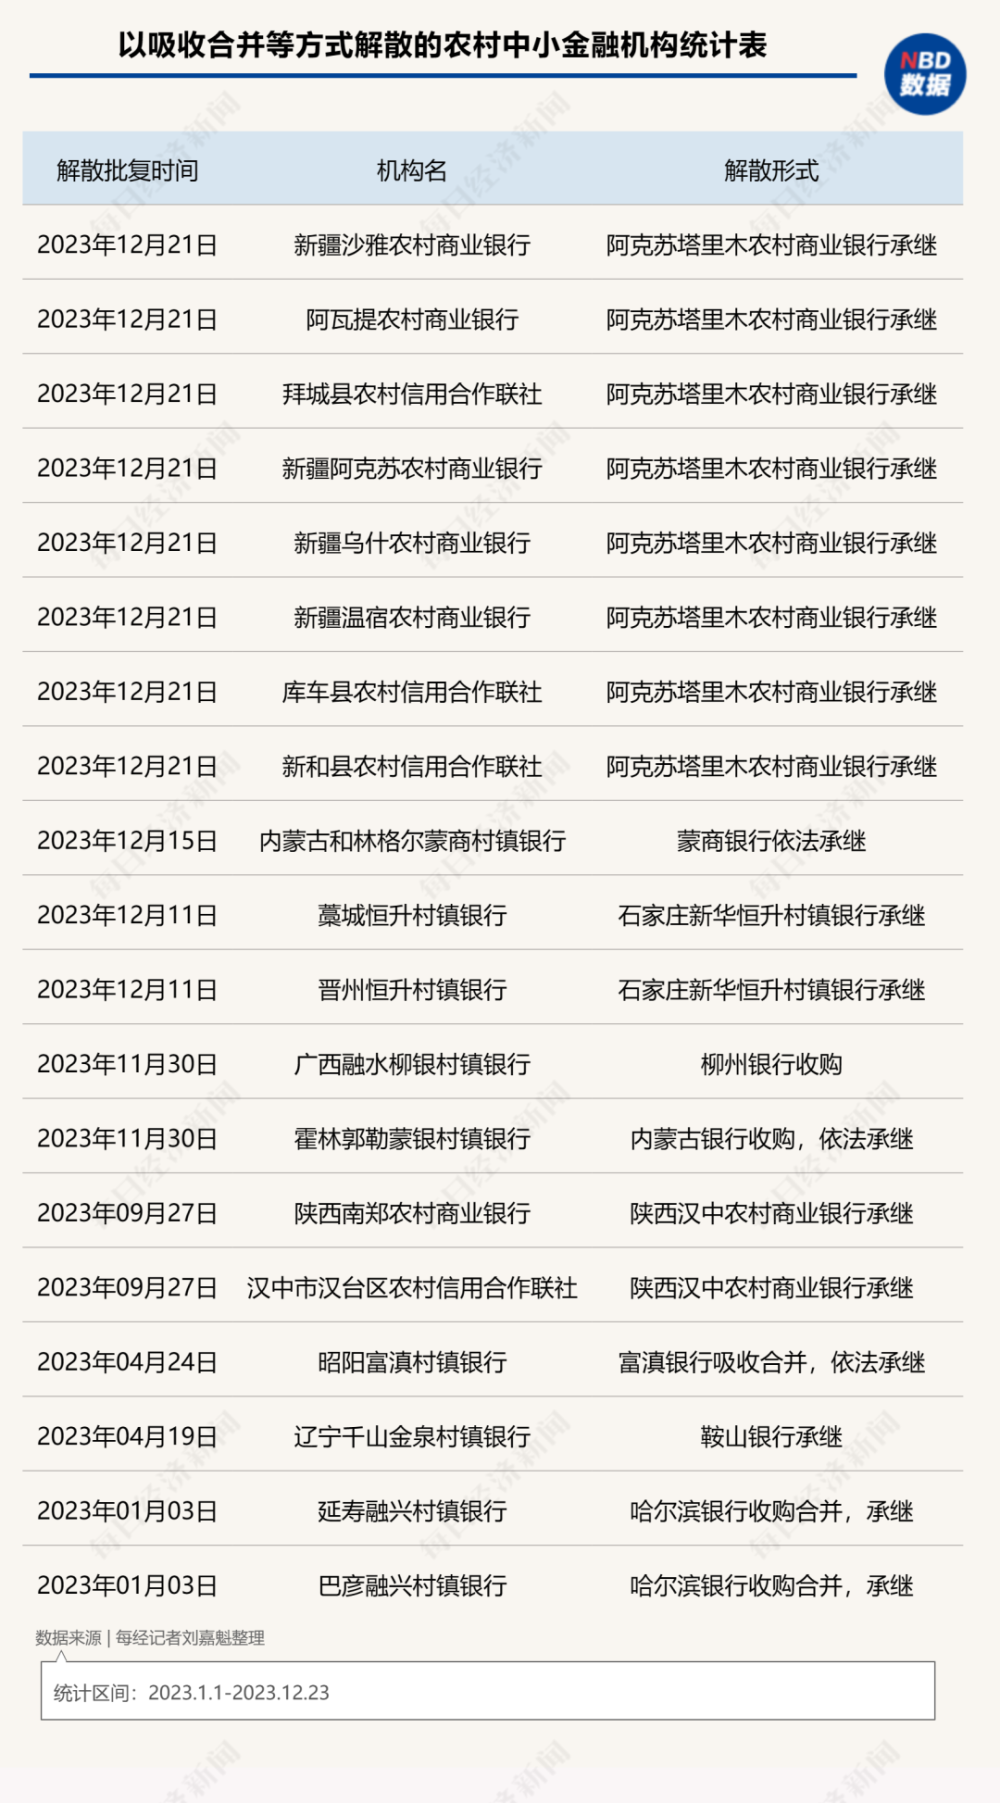 以吸收合并等方式解散的农村中小金融机构统计表
NBD
数据
解散批复时间 机构名 解散形式
2023年12月21日 新疆沙雅农村商业银行 阿克苏塔里木农村商业银行承继
2023年12月21日 阿瓦提农村商业银行 阿克苏塔里木农村商业银行承继
2023年12月21日 拜城县农村信用合作联社 阿克苏塔里木农村商业银行承继
2023年12月21日 新疆阿克苏农村商业银行 阿克苏塔里木农村商业银行承继
2023年12月21日 新疆乌什农村商业银行 阿克苏塔里木农村商业银行承继
2023年12月21日 新疆温宿农村商业银行 阿克苏塔里木农村商业银行承继
2023年12月21日 库车县农村信用合作联社 阿克苏塔里木农村商业银行承继
2023年12月21日 新和县农村信用合作联社 阿克苏塔里木农村商业银行承继
2023年12月15日 内蒙古和林格尔蒙商村镇银行 蒙商银行依法承继
2023年12月11日 藁城恒升村镇银行 石家庄新华恒升村镇银行承继
2023年12月11日 晋州恒升村镇银行 石家庄新华恒升村镇银行承继
2023年11月30日 广西融水柳银村镇银行 柳州银行收购
2023年11月30日 霍林郭勒蒙银村镇银行 内蒙古银行收购，依法承继
2023年09月27日 陕西南郑农村商业银行 陕西汉中农村商业银行承继
2023年09月27日 汉中市汉台区农村信用合作联社 陕西汉中农村商业银行承继
2023年04月24日 昭阳富滇村镇银行 富滇银行吸收合并，依法承继
2023年04月19日 辽宁千山金泉村镇银行 鞍山银行承继
2023年01月03日 延寿融兴村镇银行 哈尔滨银行收购合并，承继
2023年01月03日 巴彦融兴村镇银行 哈尔滨银行收购合并，承继
数据来源 | 每经记者刘嘉魁整理
统计区间：2023.1.1-2023.12.23
每日经济新闻